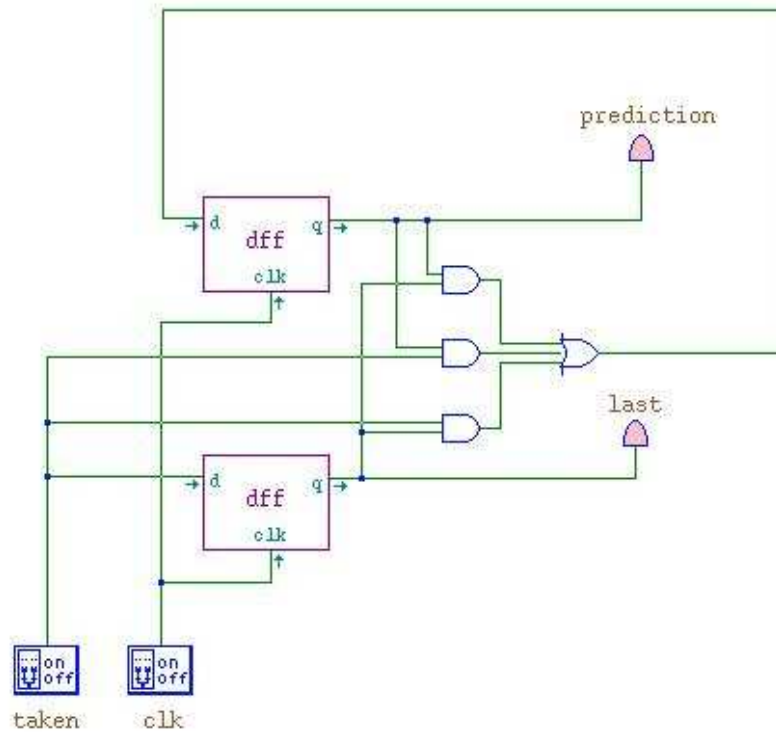 prediction
d
q
dff
clk
last
d
q
dff
clk
on
off
on
off
taken
clk